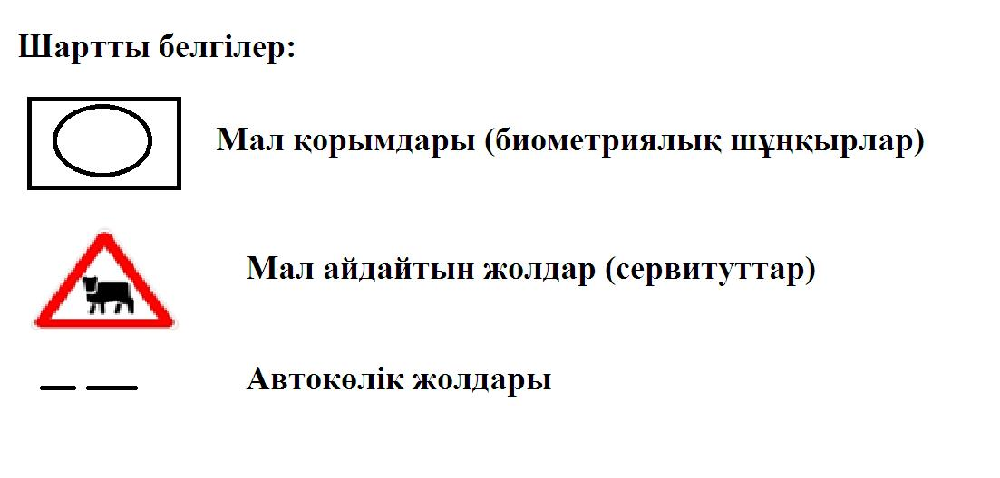 Шартты белгілер:
Мал қорымдары (биометриялық шұңқырлар)
Мал айдайтын жолдар (сервитуттар)
Автокөлік жолдары